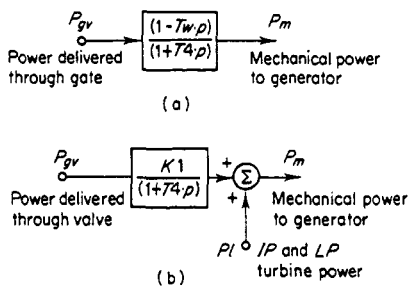 Pgv
(1-Tw·p)
(1+T4·p)
Pm
Power delivered
through gate
Mechanical power
to generator
(a)
Pgv
K1
(1+T4·p)
+
Σ
+
Pm
Power delivered
through valve
Mechanical power
to generator
Pl
IP and LP
turbine power
(b)